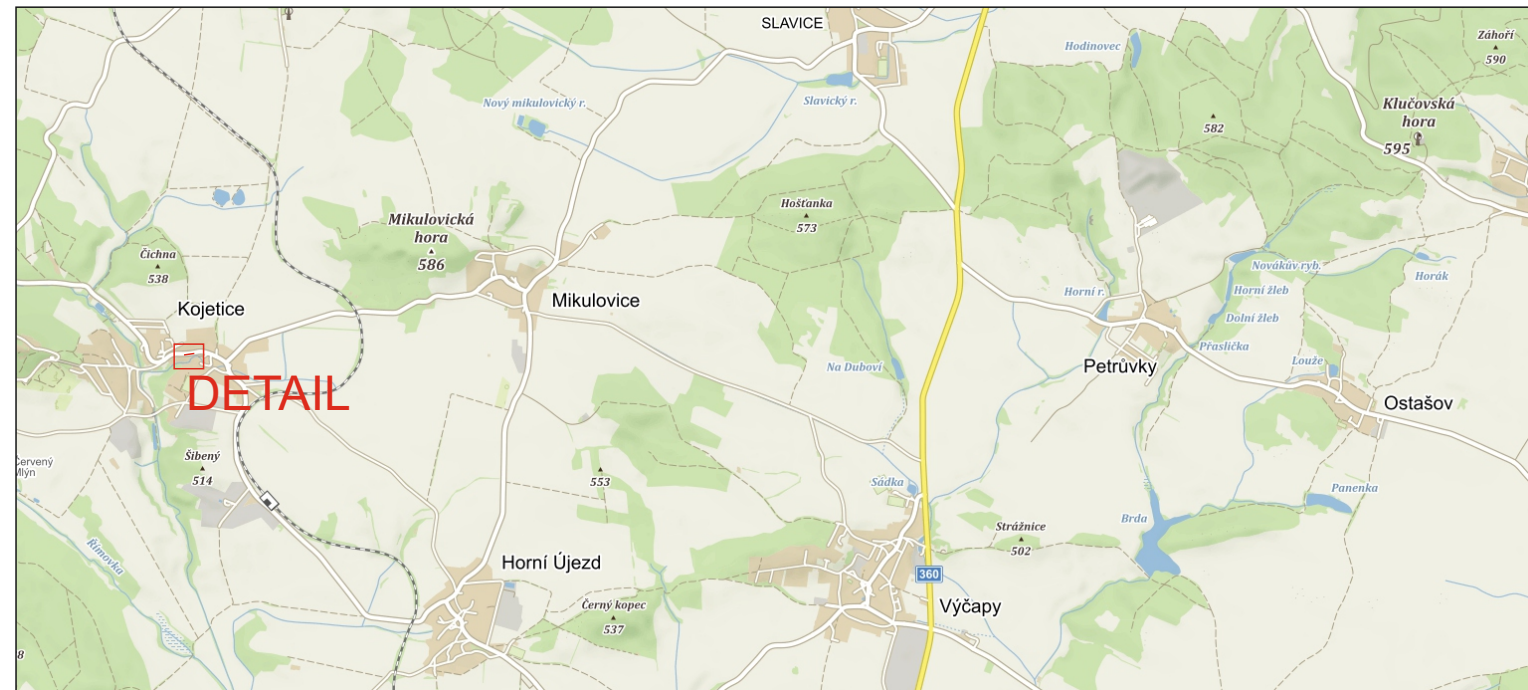 SLAVICE
Hodinovec
Záhoří
590
Nový mikulovický r.
Slavický r.
Klučovská
hora
595
582
Mikulovická
hora
586
Hošťanka
573
Čichna
538
Novákův ryb.
Horák
Kojetice
Mikulovice
Horní r.
Horní žleb
Dolní žleb
Přaslička
Petrůvky
Na Duboví
Louže
DETAIL
Ostašov
Šibený
514
Červený
Mlýn
553
Sádka
Panenka
Brda
Strážnice
502
Římovka
Horní Újezd
360
Černý kopec
537
Výčapy
8